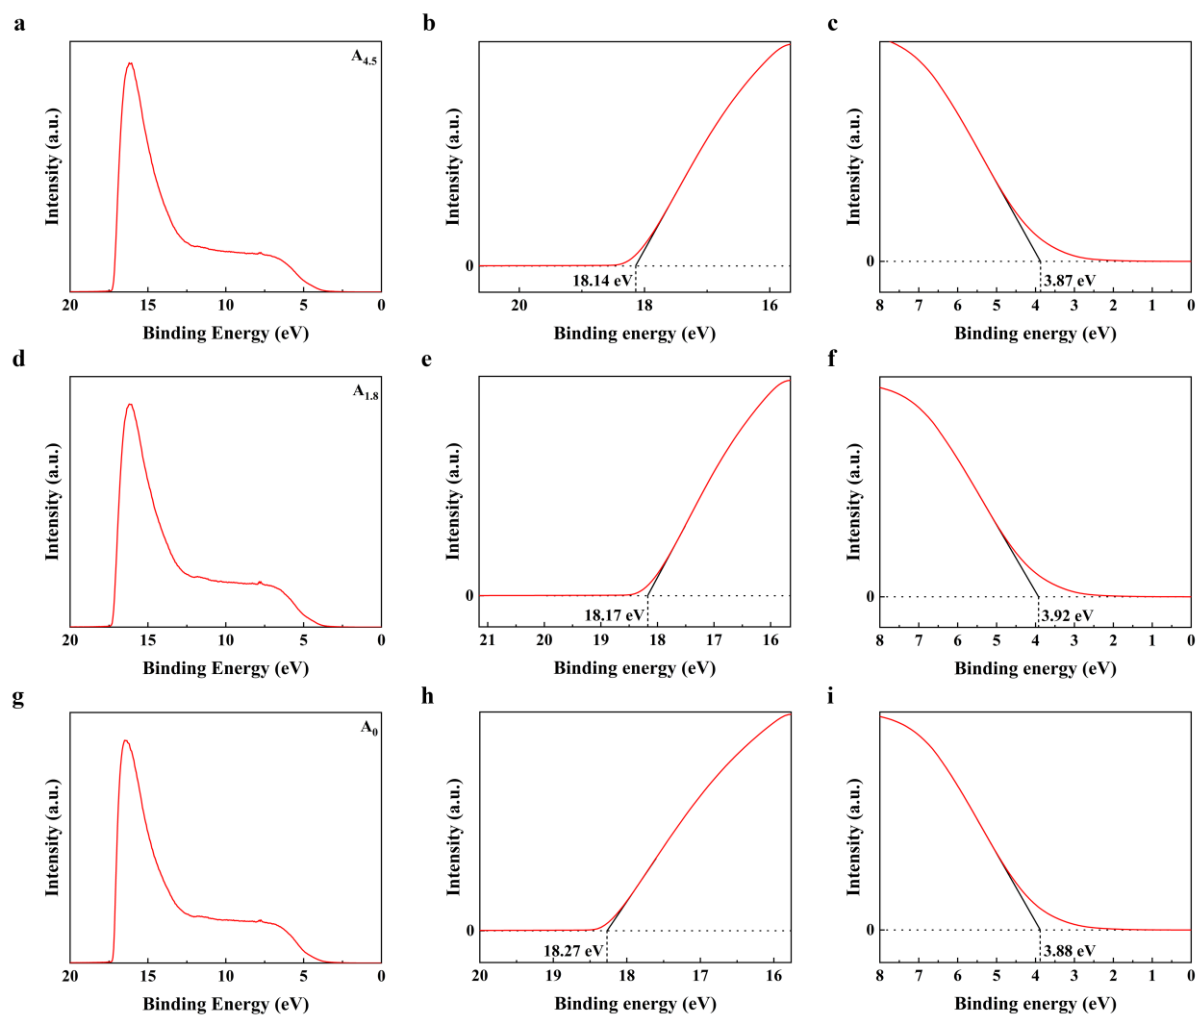 a
A4.5
Intensity (a.u.)
20 15 10 5 0
Binding Energy (eV)
b
Intensity (a.u.)
0
18.14 eV
20 18 16
Binding energy (eV)
c
Intensity (a.u.)
0
3.87 eV
8 7 6 5 4 3 2 1 0
Binding energy (eV)
d
A1.8
Intensity (a.u.)
20 15 10 5 0
Binding Energy (eV)
e
Intensity (a.u.)
0
18.17 eV
21 20 19 18 17 16
Binding energy (eV)
f
Intensity (a.u.)
0
3.92 eV
8 7 6 5 4 3 2 1 0
Binding energy (eV)
g
A0
Intensity (a.u.)
20 15 10 5 0
Binding Energy (eV)
h
Intensity (a.u.)
0
18.27 eV
20 19 18 17 16
Binding energy (eV)
i
Intensity (a.u.)
0
3.88 eV
8 7 6 5 4 3 2 1 0
Binding energy (eV)